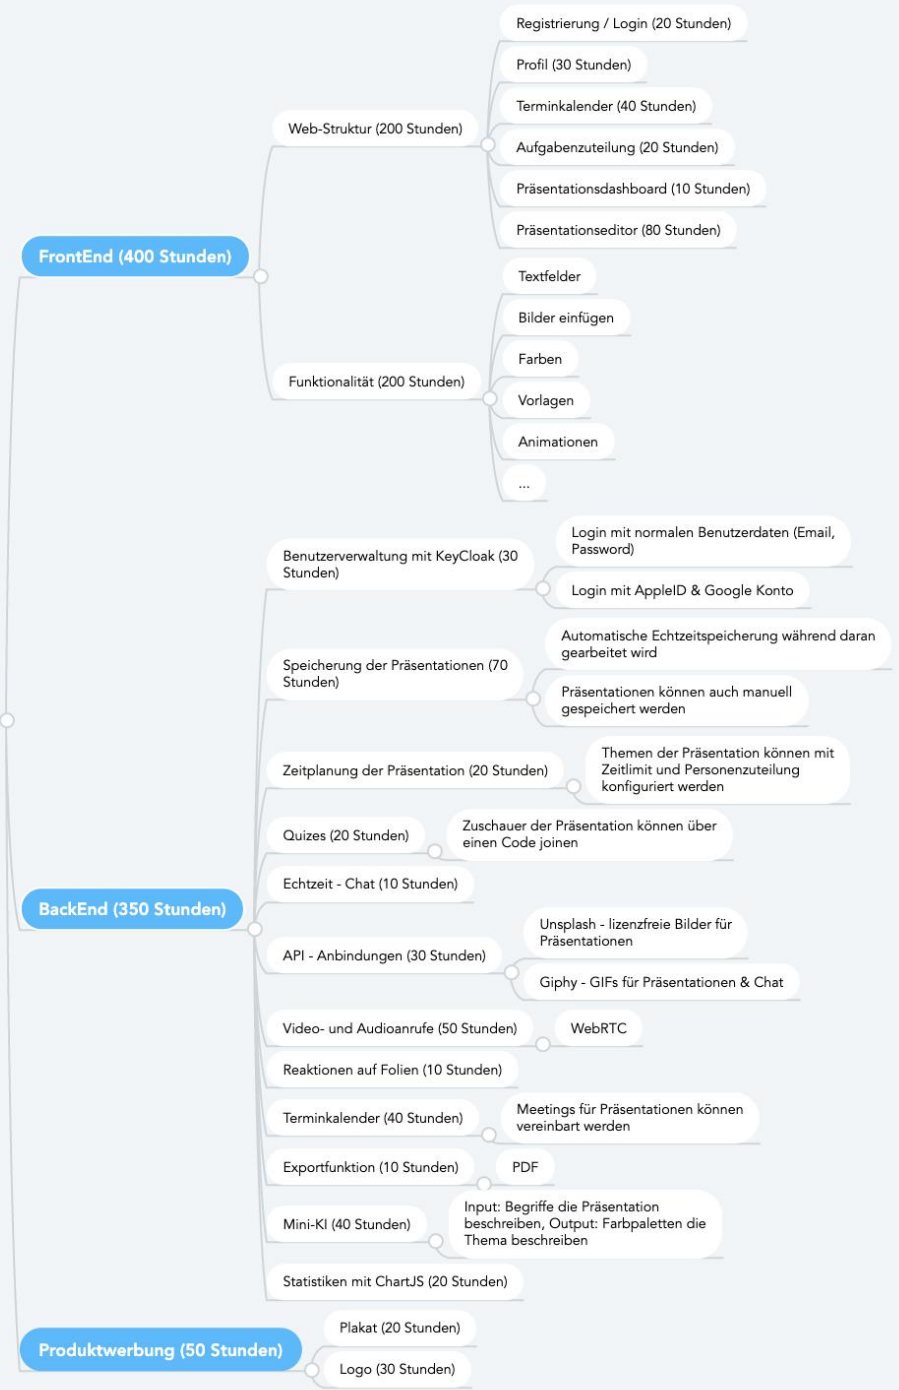 Registrierung / Login (20 Stunden)
Profil (30 Stunden)
Web-Struktur (200 Stunden)
Terminkalender (40 Stunden)
Aufgabenzuteilung (20 Stunden)
Präsentationsdashboard (10 Stunden)
Präsentationseditor (80 Stunden)
FrontEnd (400 Stunden)
Textfelder
Bilder einfügen
Farben
Funktionalität (200 Stunden)
Vorlagen
Animationen
...
Benutzerverwaltung mit KeyCloak (30
Stunden)
Login mit normalen Benutzerdaten (Email,
Password)
Login mit AppleID & Google Konto
Speicherung der Präsentationen (70
Stunden)
Automatische Echtzeitspeicherung während daran
gearbeitet wird
Präsentationen können auch manuell
gespeichert werden
Zeitplanung der Präsentation (20 Stunden)
Themen der Präsentation können mit
Zeitlimit und Personenzuteilung
konfiguriert werden
Quizes (20 Stunden)
Zuschauer der Präsentation können über
einen Code joinen
Echtzeit - Chat (10 Stunden)
BackEnd (350 Stunden)
API - Anbindungen (30 Stunden)
Unsplash - lizenzfreie Bilder für
Präsentationen
Giphy - GIFs für Präsentationen & Chat
Video- und Audioanrufe (50 Stunden)
WebRTC
Reaktionen auf Folien (10 Stunden)
Terminkalender (40 Stunden)
Meetings für Präsentationen können
vereinbart werden
Exportfunktion (10 Stunden)
PDF
Mini-KI (40 Stunden)
Input: Begriffe die Präsentation
beschreiben, Output: Farbpaletten die
Thema beschreiben
Statistiken mit ChartJS (20 Stunden)
Produktwerbung (50 Stunden)
Plakat (20 Stunden)
Logo (30 Stunden)